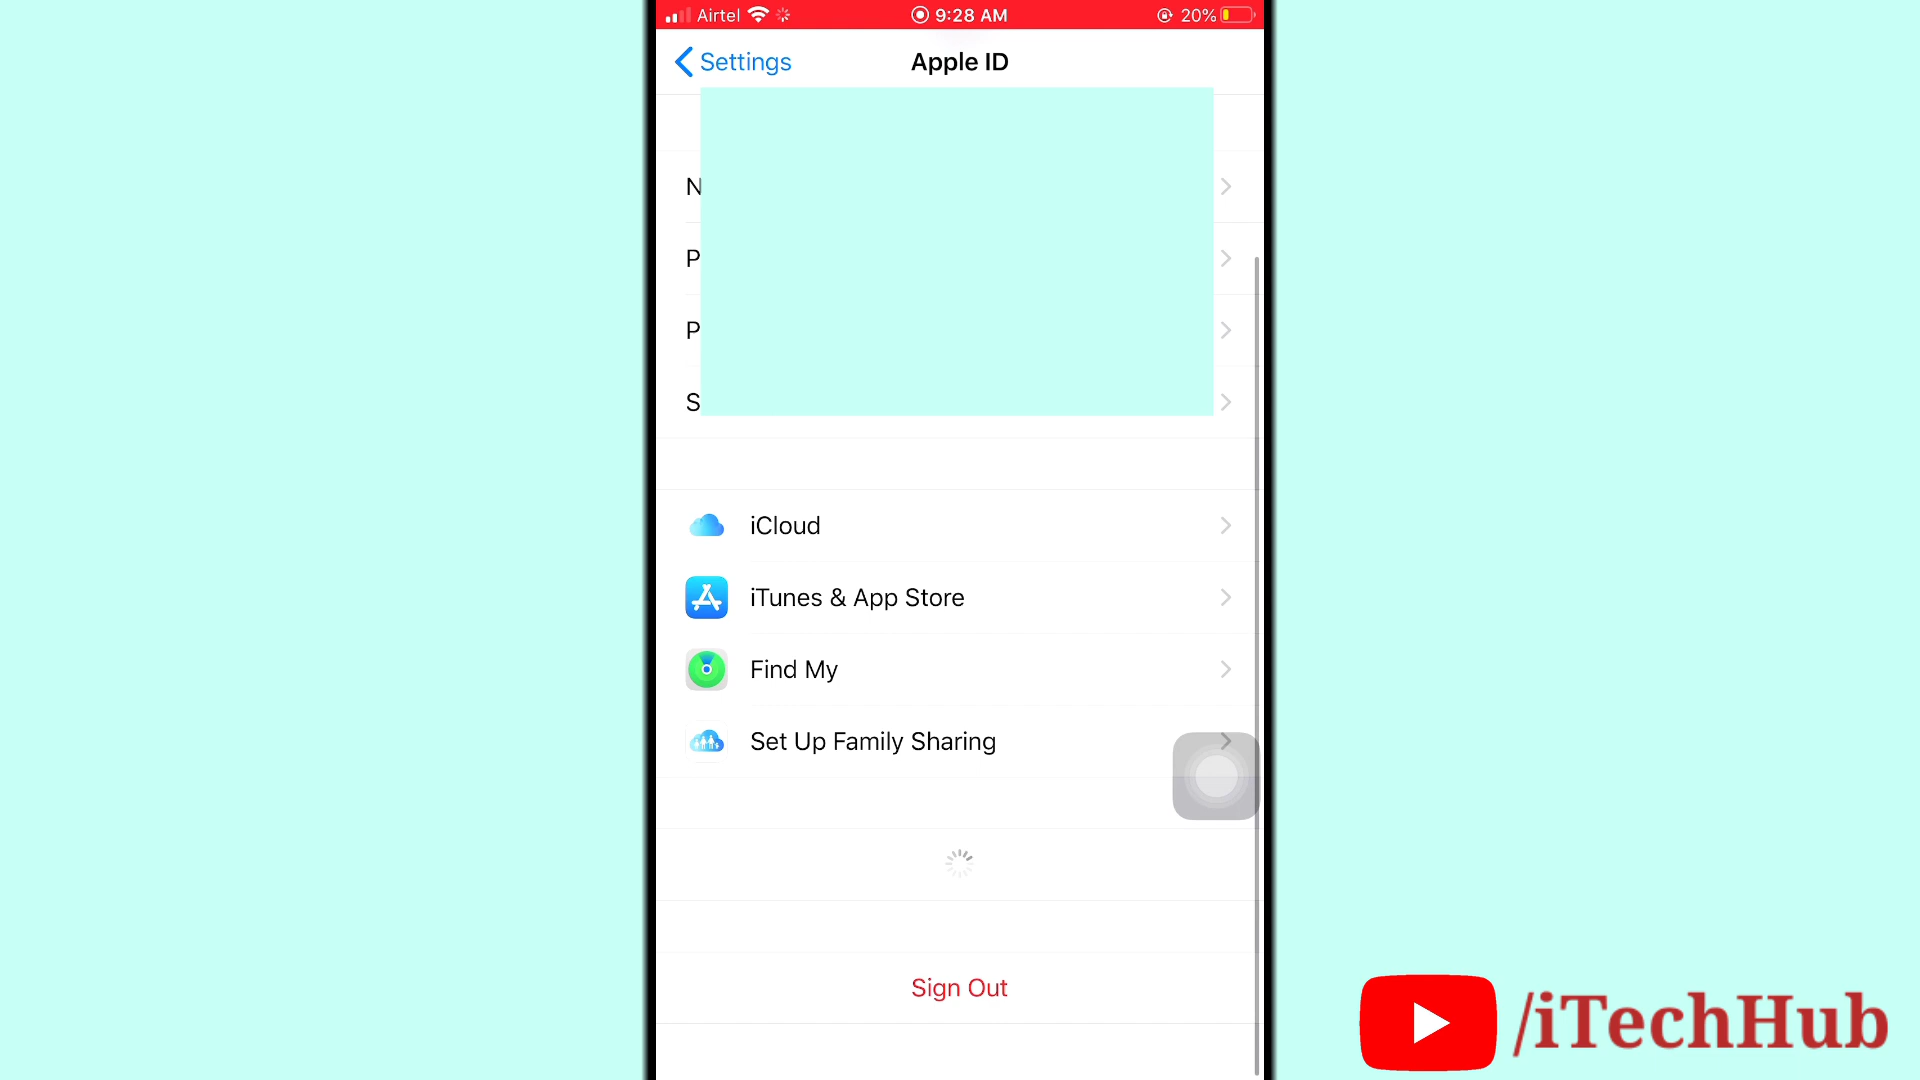 Airtel 9:28 AM 20%
Settings Apple ID
N
P
P
S
iCloud
iTunes & App Store
Find My
Set Up Family Sharing
Sign Out
/iTechHub